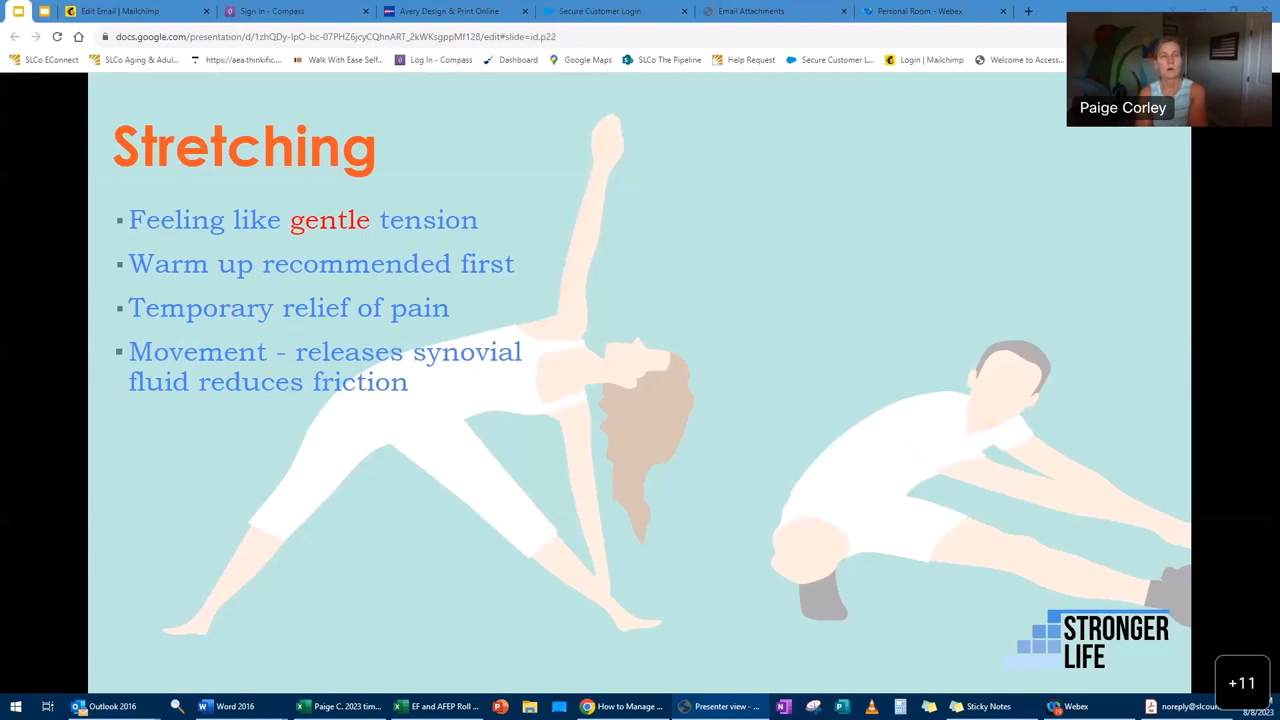 Edit Email | Mailchimp
Sign In - Compass
Avery Design & Print Online
Secure Customer Login
Email Attachments
Personal Room - Webex
docs.google.com/presentation/d/1zhQDy-IpO-bc-07PHZ6jcyCQhnART_2kWKsgppMf128/edit#slide=id.p22
SLCo EConnect
SLCo Aging & Adul...
https://aea.thinkific....
Walk With Ease Self...
Log In - Compass
Dashboard
Google Maps
SLCo The Pipeline
Help Request
Secure Customer L...
Login | Mailchimp
Welcome to Access...
Paige Corley
Stretching
▪ Feeling like gentle tension
▪ Warm up recommended first
▪ Temporary relief of pain
▪ Movement - releases synovial
fluid reduces friction
STRONGER
LIFE
+11
Outlook 2016
Word 2016
Paige C. 2023 tim...
EF and AFEP Roll ...
How to Manage ...
Presenter view - ...
Sticky Notes
Webex
noreply@slcoun...
8/8/2023